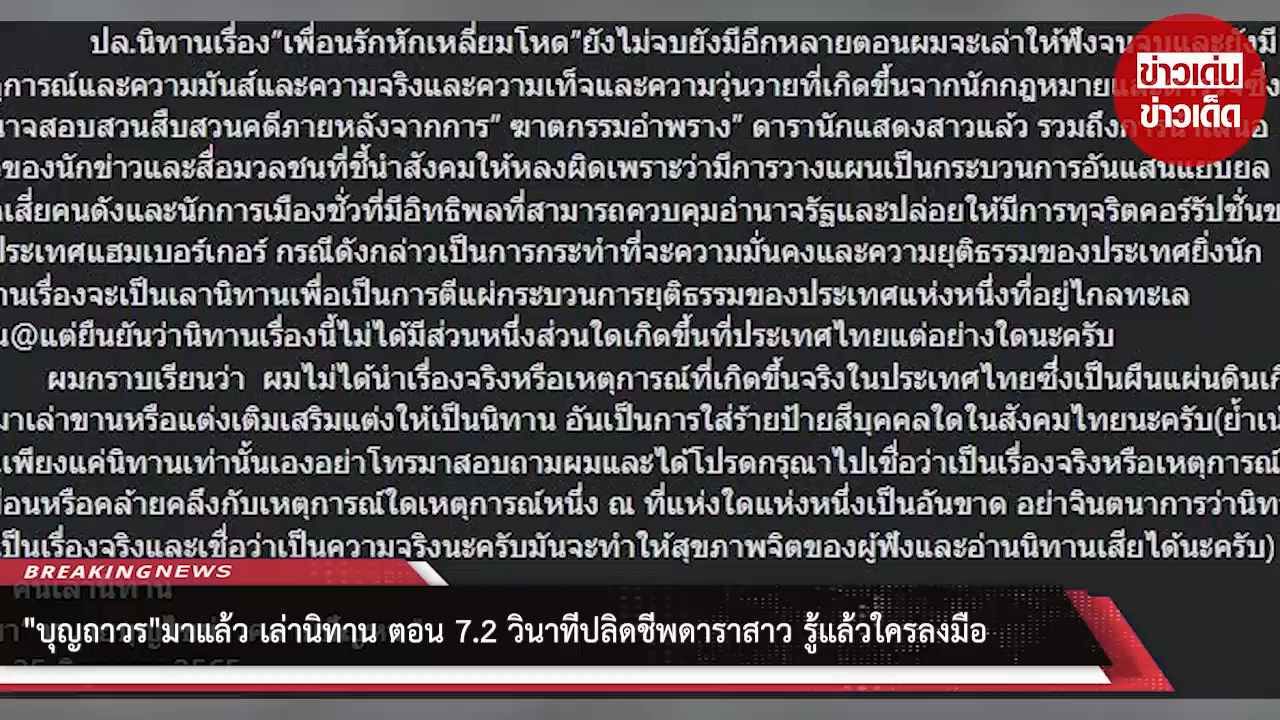 ปล.นิทานเรื่อง"เพื่อนรักหักเหลี่ยมโหด"ยังไม่จบยังมีอีกหลายตอนผมจะเล่าให้ฟังจนจบและยังมี
การณ์และความมันส์และความจริงและความเท็จและความวุ่นวายที่เกิดขึ้นจากนักกฎหมายและตำรวจซึ่ง
สอบสวนสืบสวนคดีภายหลังจากการ" ฆาตกรรมอำพราง" ดารานักแสดงสาวแล้ว รวมถึงการนำเสนอ
ของนักข่าวและสื่อมวลชนที่ชี้นำสังคมให้หลงผิดเพราะว่ามีการวางแผนเป็นกระบวนการอันแสนแยบยล
เสี่ยคนดังและนักการเมืองชั่วที่มีอิทธิพลที่สามารถควบคุมอำนาจรัฐและปล่อยให้มีการทุจริตคอร์รัปชั่น
ประเทศแฮมเบอร์เกอร์ กรณีดังกล่าวเป็นการกระทำที่จะความมั่นคงและความยุติธรรมของประเทศยิ่งนัก
เรื่องจะเป็นเลานิทานเพื่อเป็นการตีแผ่กระบวนการยุติธรรมของประเทศแห่งหนึ่งที่อยู่ไกลทะเล
@แต่ยืนยันว่านิทานเรื่องนี้ไม่ได้มีส่วนหนึ่งส่วนใดเกิดขึ้นที่ประเทศไทยแต่อย่างใดนะครับ
ผมกราบเรียนว่า ผมไม่ได้นำเรื่องจริงหรือเหตุการณ์ที่เกิดขึ้นจริงในประเทศไทยซึ่งเป็นผืนแผ่นดิน
มาเล่าขานหรือแต่งเติมเสริมแต่งให้เป็นนิทาน อันเป็นการใส่ร้ายป้ายสีบุคคลใดในสังคมไทยนะครับ(
เพียงแค่นิทานเท่านั้นเองอย่าโทรมาสอบถามผมและได้โปรดกรุณาไปเชื่อว่าเป็นเรื่องจริงหรือเหตุการณ์
หรือคล้ายคลึงกับเหตุการณ์ใดเหตุการณ์หนึ่ง ณ ที่แห่งใดแห่งหนึ่งเป็นอันขาด อย่าจินตนาการว่า
เป็นเรื่องจริงและเชื่อว่าเป็นความจริงนะครับมันจะทำให้สุขภาพจิตของผู้ฟังและอ่านนิทานเสียได้นะครับ)
คนเล่านิทาน
ข่าวเด่น
ข่าวเด็ด
BREAKING NEWS
"บุญถาวร"มาแล้ว เล่านิทาน ตอน 7.2 วินาทีปลิดชีพดาราสาว รู้แล้วใครลงมือ